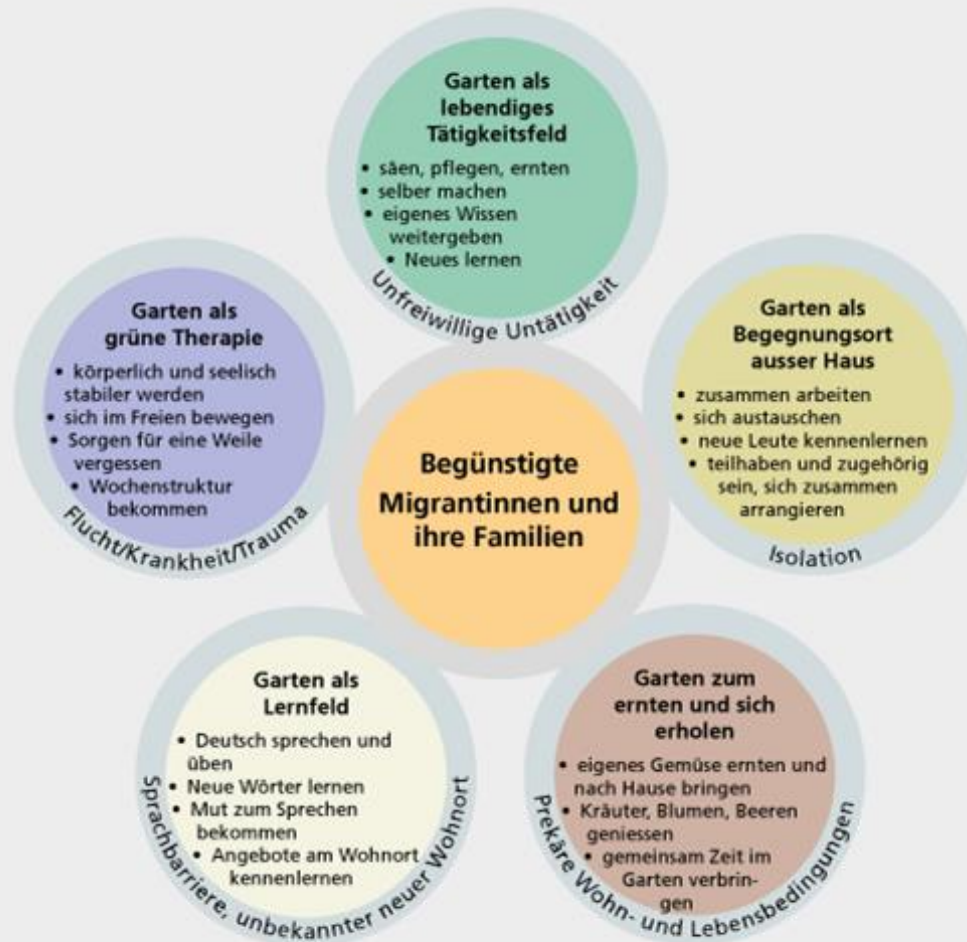 Garten als
lebendiges
Tätigkeitsfeld
• säen, pflegen, ernten
• selber machen
• eigenes Wissen
weitergeben
• Neues lernen
Unfreiwillige Untätigkeit
Garten als
grüne Therapie
• körperlich und seelisch
stabiler werden
• sich im Freien bewegen
• Sorgen für eine Weile
vergessen
• Wochenstruktur
bekommen
Flucht/Krankheit/Trauma
Garten als
Begegnungsort
ausser Haus
• zusammen arbeiten
• sich austauschen
• neue Leute kennenlernen
• teilhaben und zugehörig
sein, sich zusammen
arrangieren
Isolation
Begünstigte
Migrantinnen und
ihre Familien
Garten als
Lernfeld
• Deutsch sprechen und
üben
• Neue Wörter lernen
• Mut zum Sprechen
bekommen
• Angebote am Wohnort
kennenlernen
Sprachbarriere, unbekannter neuer Wohnort
Garten zum
ernten und sich
erholen
• eigenes Gemüse ernten und
nach Hause bringen
• Kräuter, Blumen, Beeren
geniessen
• gemeinsam Zeit im
Garten verbrin-
gen
Prekäre Wohn- und Lebensbedingungen